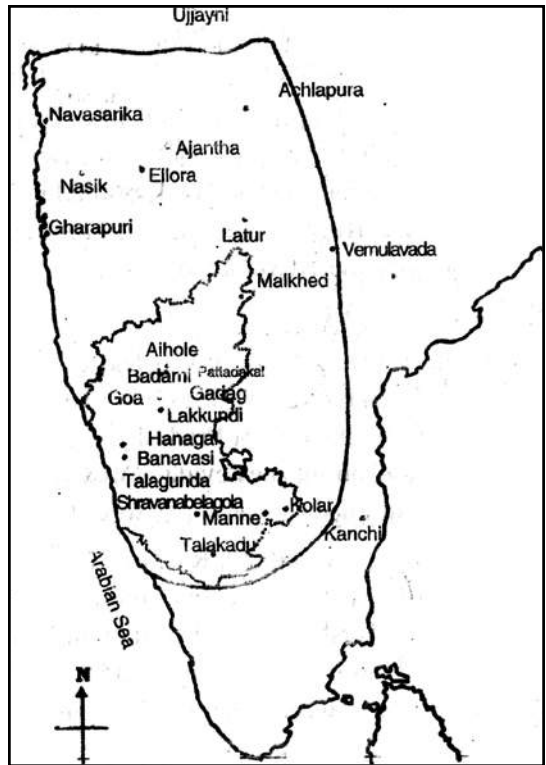 Ujjayni
Achlapura
Navasarika
Ajantha
Ellora
Nasik
Gharapuri
Latur
Vemulavada
Malkhed
Aihole
Badami
Pattadakal
Goa
Gadag
Lakkundi
Hanagal
Banavasi
Talagunda
Shravanabelagola
Manne
Kolar
Kanchi
Talakadu
Arabian Sea
N